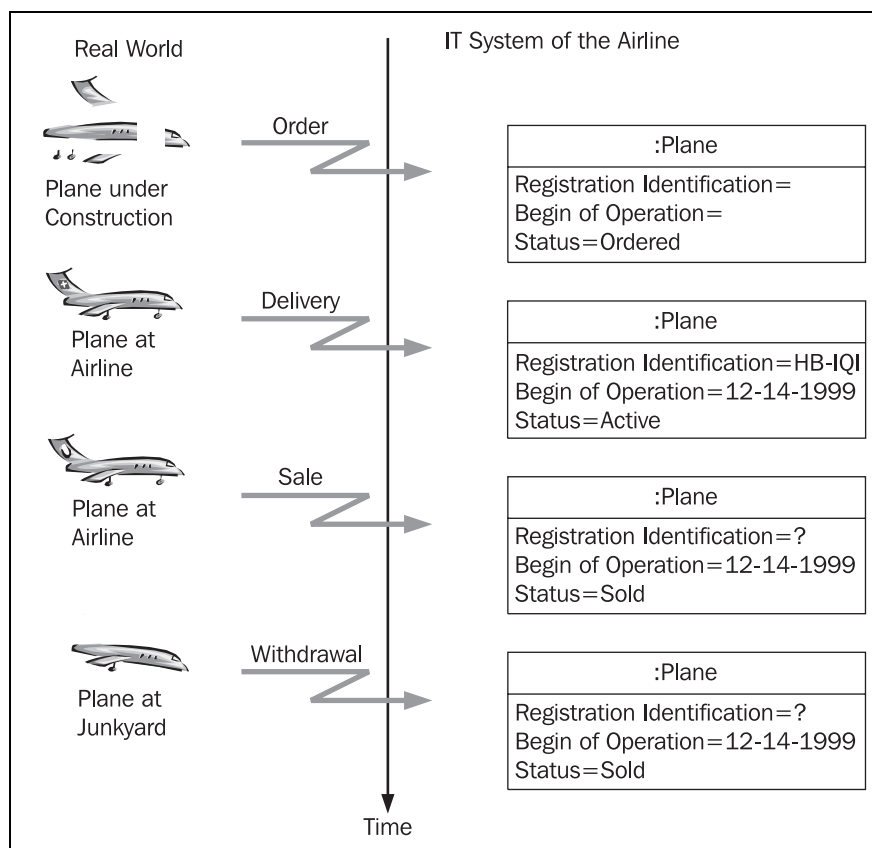 Real World
IT System of the Airline
Order
Plane under
Construction
:Plane
Registration Identification=
Begin of Operation=
Status=Ordered
Delivery
Plane at
Airline
:Plane
Registration Identification=HB-IQI
Begin of Operation=12-14-1999
Status=Active
Sale
Plane at
Airline
:Plane
Registration Identification=?
Begin of Operation=12-14-1999
Status=Sold
Withdrawal
Plane at
Junkyard
:Plane
Registration Identification=?
Begin of Operation=12-14-1999
Status=Sold
Time